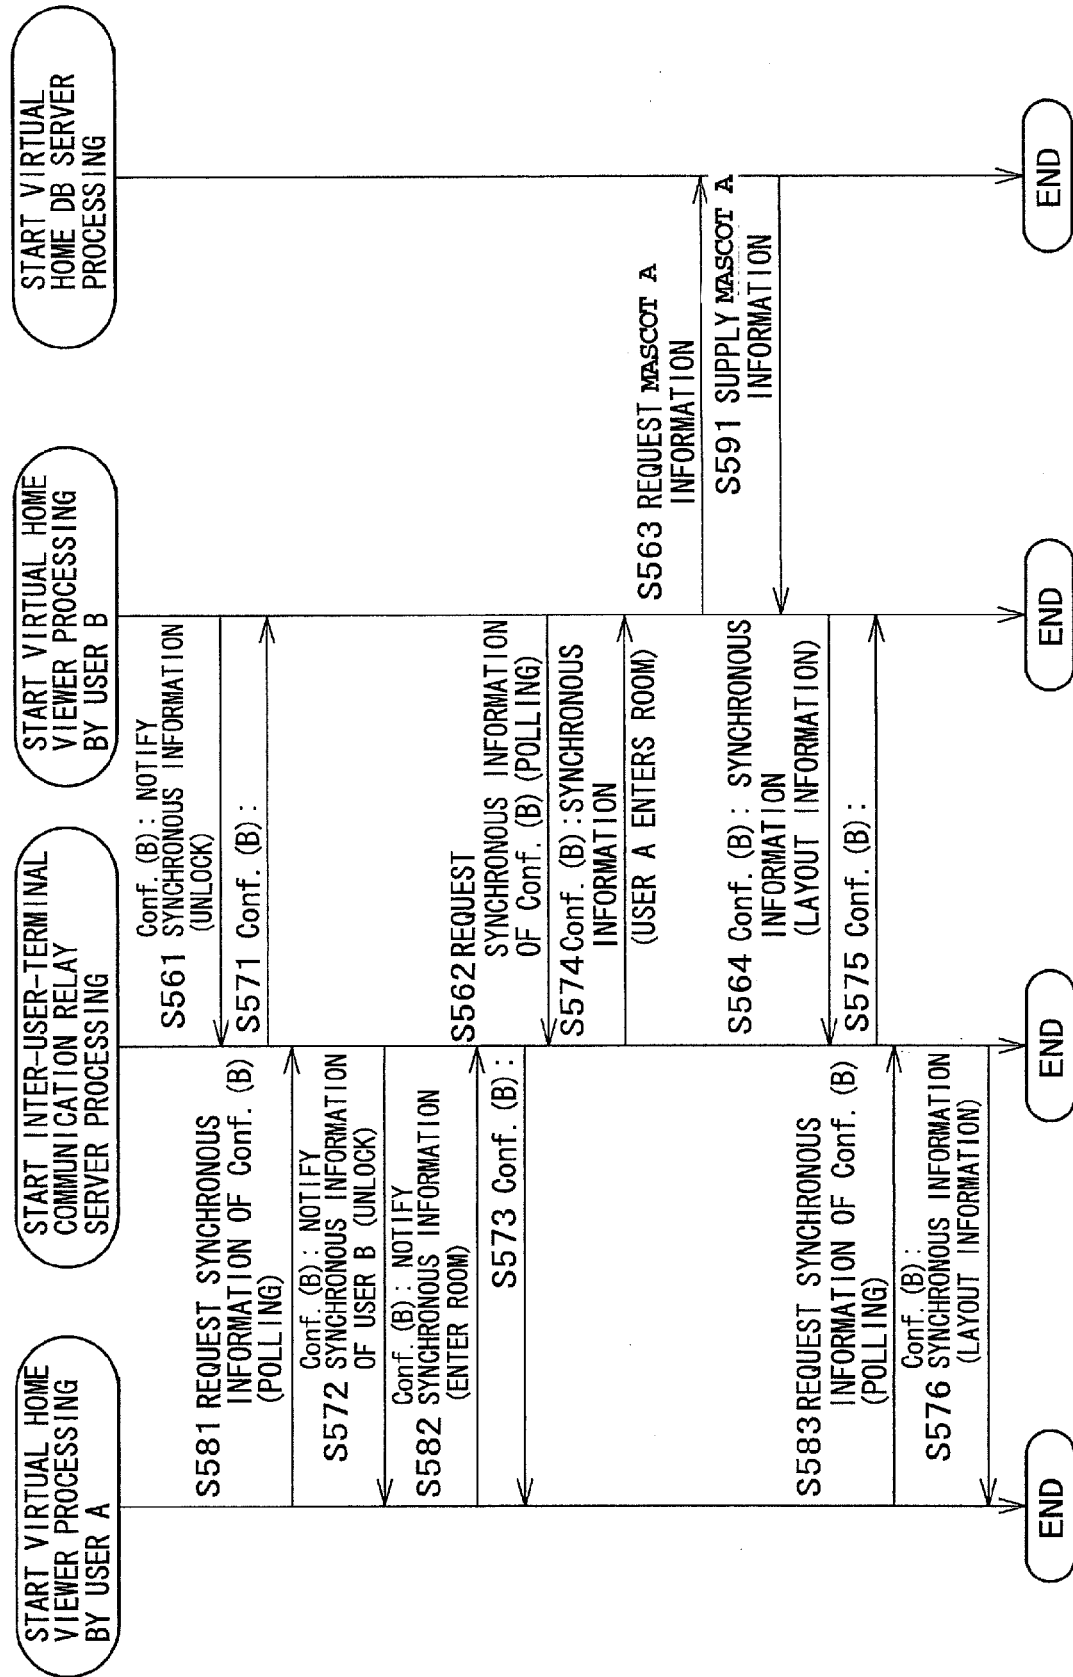 START VIRTUAL HOME
VIEWER PROCESSING
BY USER A
START INTER-USER-TERMINAL
COMMUNICATION RELAY
SERVER PROCESSING
START VIRTUAL HOME
VIEWER PROCESSING
BY USER B
START VIRTUAL
HOME DB SERVER
PROCESSING
Conf. (B) : NOTIFY
S561 SYNCHRONOUS INFORMATION
(UNLOCK)
S571 Conf. (B) :
S581 REQUEST SYNCHRONOUS
INFORMATION OF Conf. (B)
(POLLING)
Conf. (B) : NOTIFY
S572 SYNCHRONOUS INFORMATION
OF USER B (UNLOCK)
Conf. (B) : NOTIFY
S582 SYNCHRONOUS INFORMATION
(ENTER ROOM)
S573 Conf. (B) :
S562 REQUEST
SYNCHRONOUS INFORMATION
OF Conf. (B) (POLLING)
S574 Conf. (B) : SYNCHRONOUS
INFORMATION
(USER A ENTERS ROOM)
S563 REQUEST MASCOT A
INFORMATION
S591 SUPPLY MASCOT A
INFORMATION
S564 Conf. (B) : SYNCHRONOUS
INFORMATION
(LAYOUT INFORMATION)
S575 Conf. (B) :
S583 REQUEST SYNCHRONOUS
INFORMATION OF Conf. (B)
(POLLING)
Conf. (B) :
S576 SYNCHRONOUS INFORMATION
(LAYOUT INFORMATION)
END
END
END
END